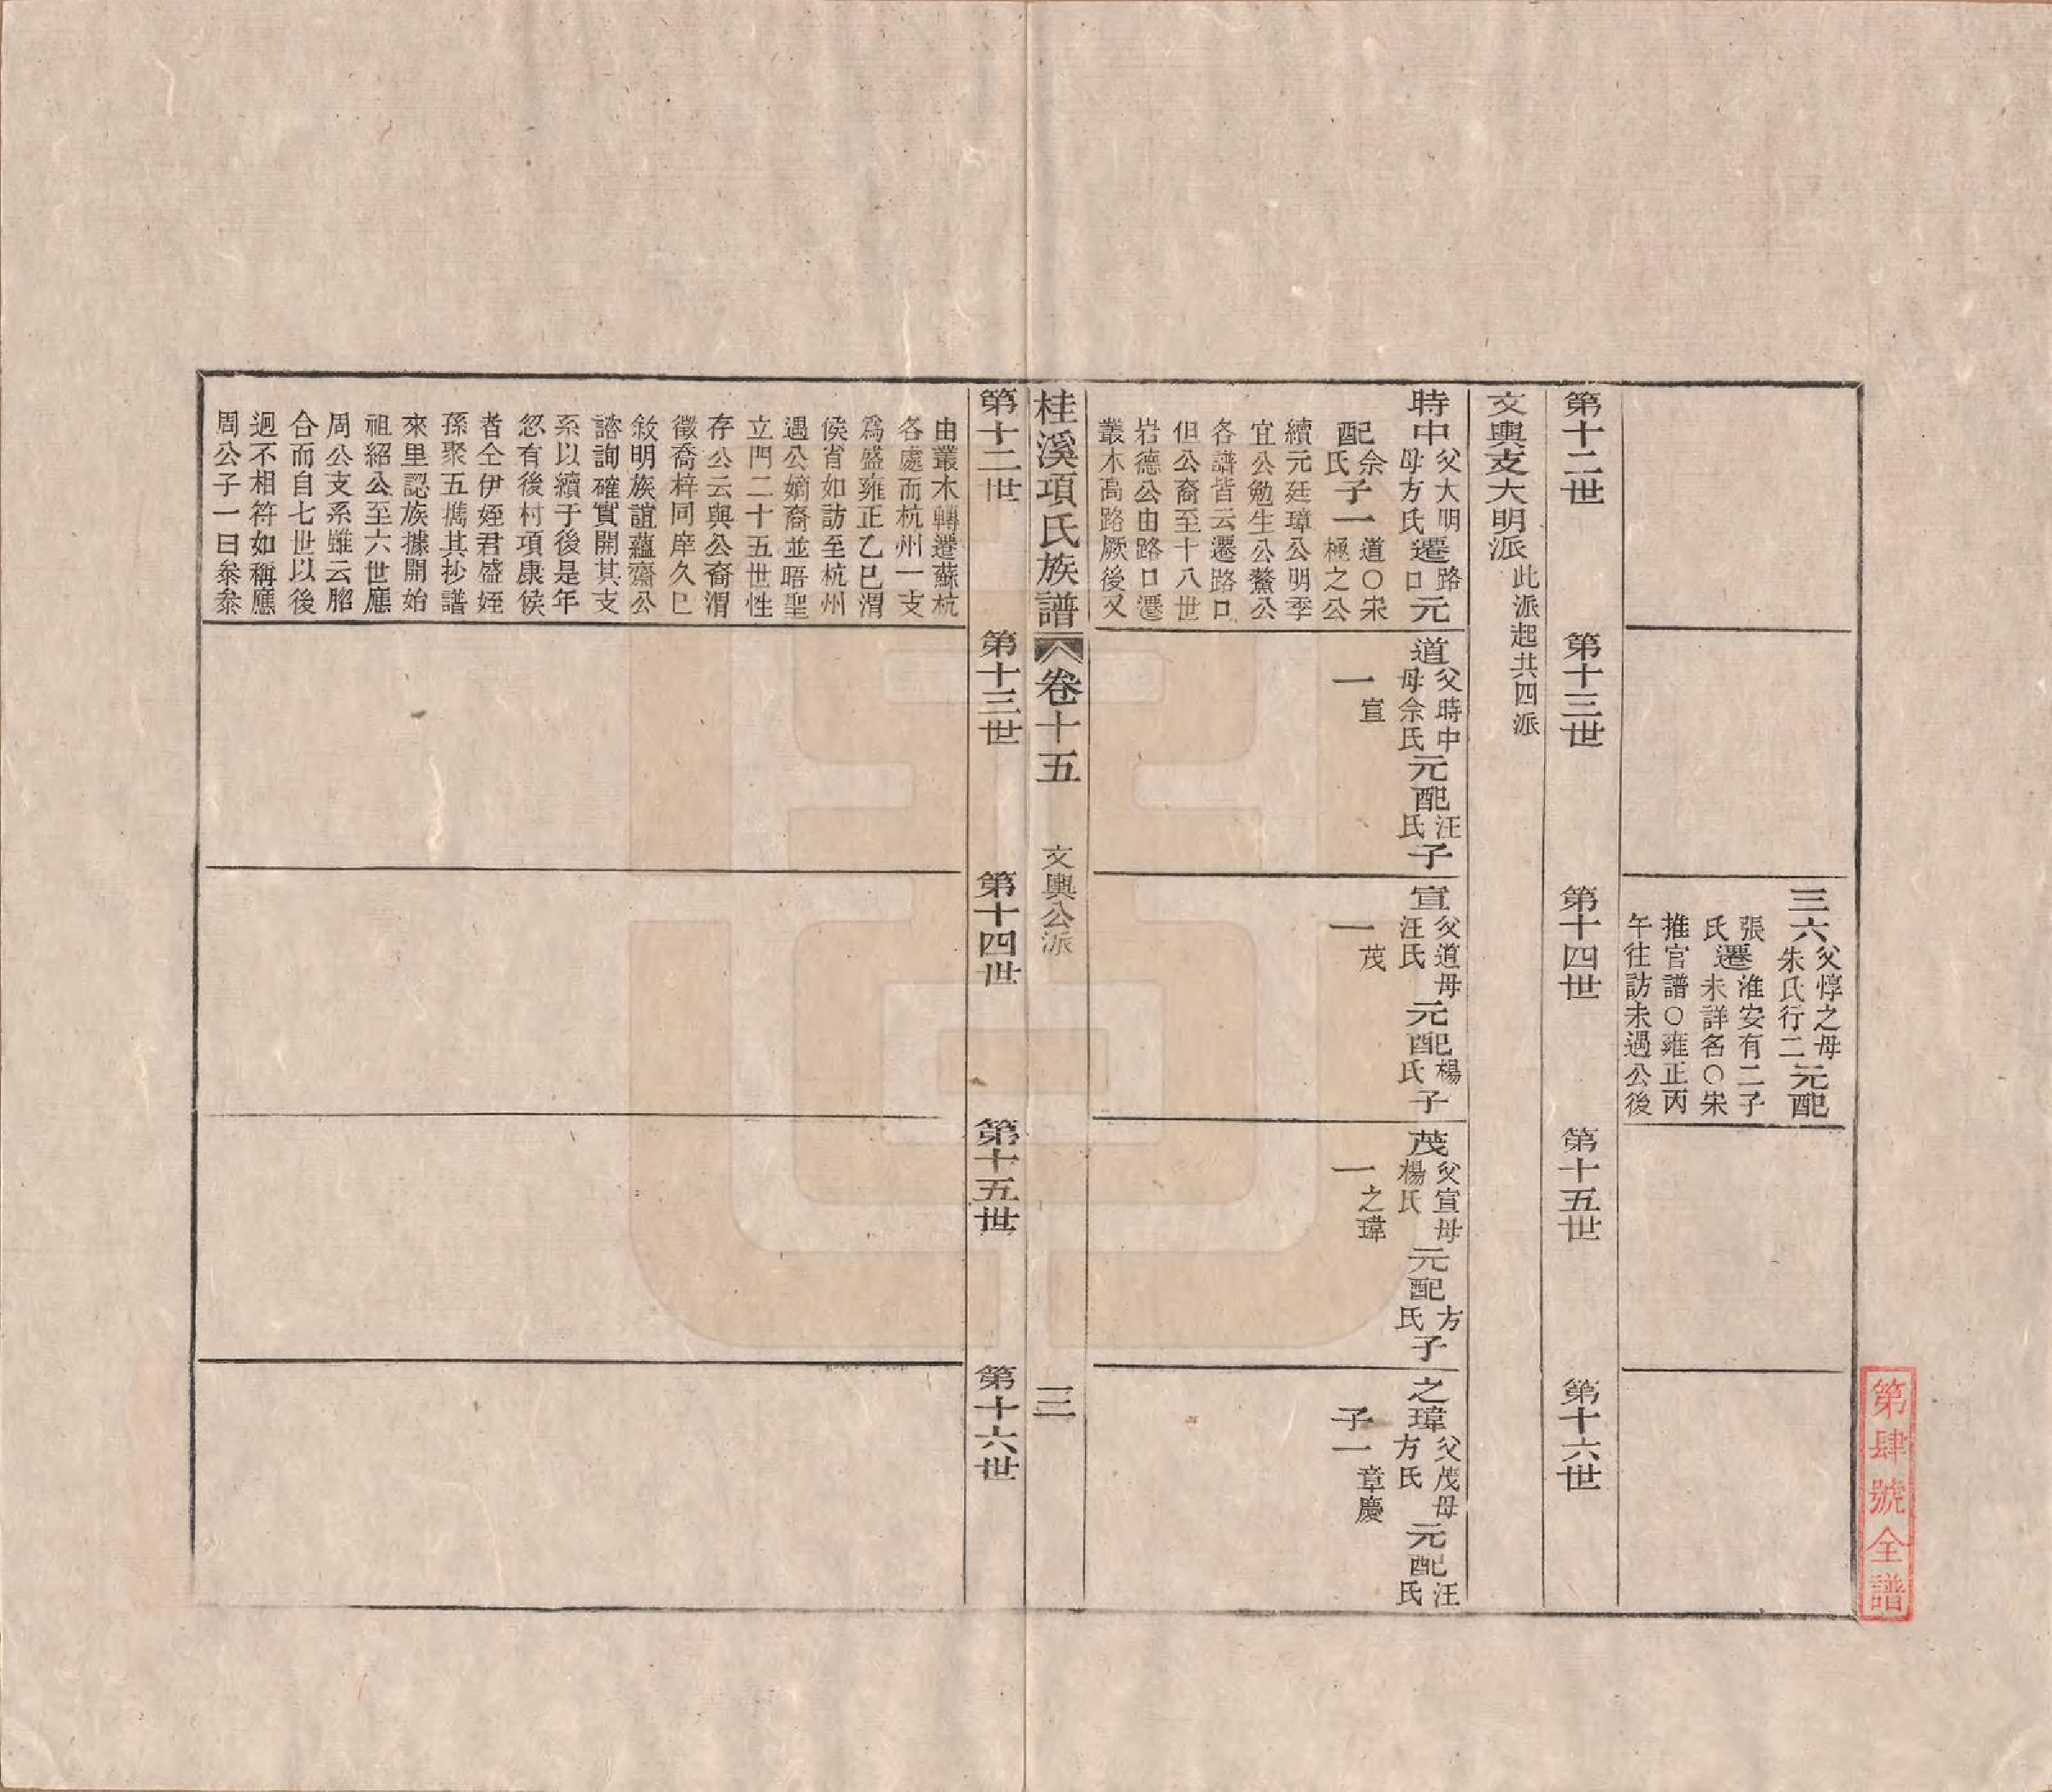 第十二世
第十三世
第十四世
第十五世
第十六世
三六
父惇之母
朱氏行二
元配
張
氏
遷
淮安有二子
未詳名○宋
推官譜○雍正丙
午往訪未遇公後
文輿支大明派
此派起共四派
時中
父大明
母方氏
遷
路
口
元
配
佘
氏
子一
道○宋
極之公
續元廷璋公明季
宜公勉生公鰲公
各譜皆云遷路口
但公裔至十八世
岩德公由路口遷
叢木高路厥後又
道
父時中
母佘氏
元配
汪
氏
子
一
宣
宣
父道母
汪氏
元配
楊
氏
子
一
茂
茂
父宣母
楊氏
元配
方
氏
子
一
之瑋
之瑋
父茂母
方氏
元配
汪
氏
子一
章慶
桂溪項氏族譜
卷十五
文輿公派
三
第十二世
第十三世
第十四世
第十五世
第十六世
由叢木轉遷蘇杭
各處而杭州一支
爲盛雍正乙巳渭
侯省如訪至杭州
遇公嫡裔並晤聖
立門二十五世性
存公云與公裔渭
徵喬梓同庠久已
敘明族誼蘊齋公
諮詢確實開其支
系以續于後是年
忽有後村項康侯
者仝伊姪君盛姪
孫聚五攜其抄譜
來里認族據開始
祖紹公至六世應
周公支系雖云脗
合而自七世以後
迥不相符如稱應
周公子一曰叅叅
第肆號全譜